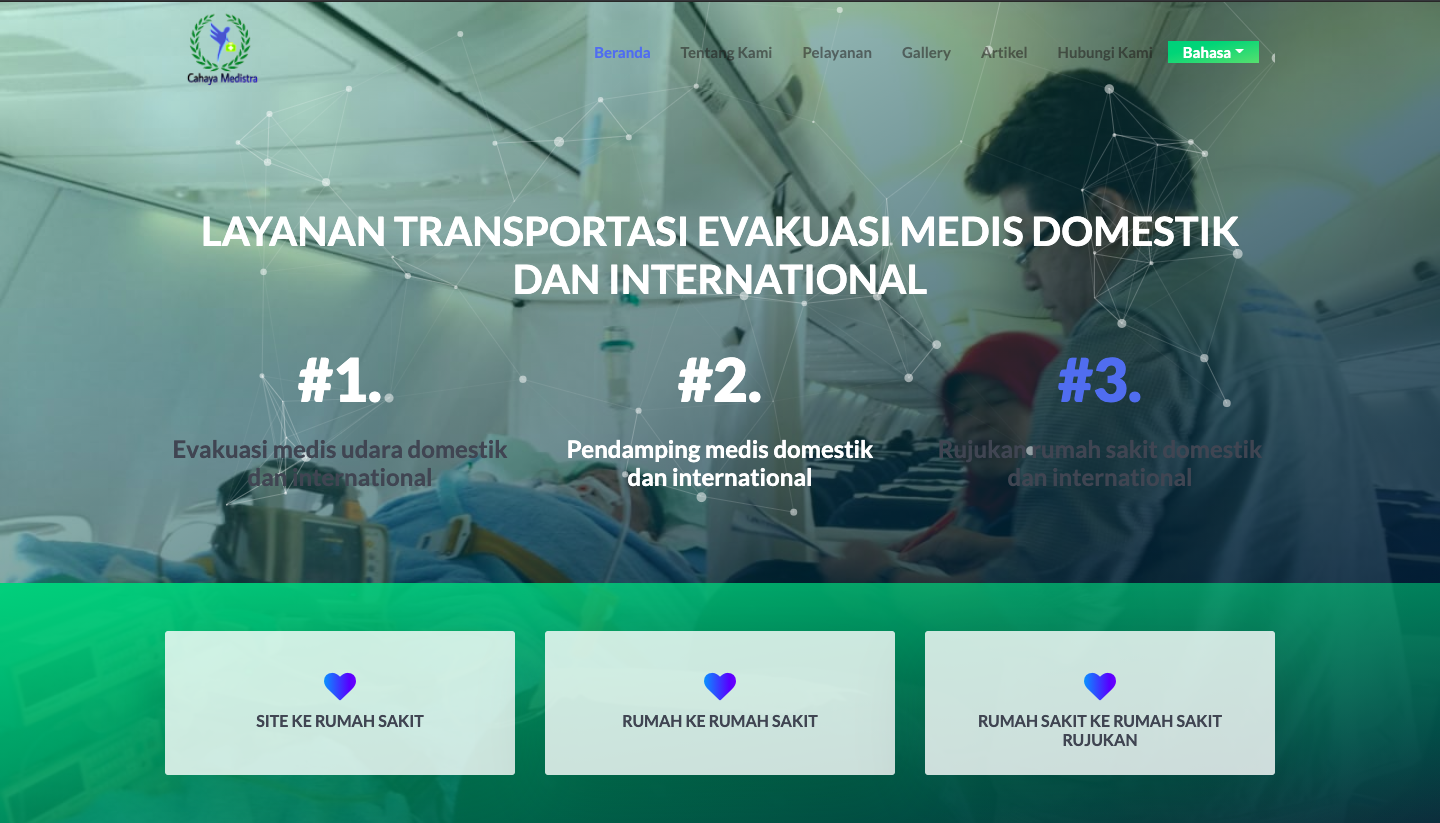 Cahaya Medistra
Beranda
Tentang Kami
Pelayanan
Gallery
Artikel
Hubungi Kami
Bahasa
LAYANAN TRANSPORTASI EVAKUASI MEDIS DOMESTIK
DAN INTERNATIONAL
#1.
Evakuasi medis udara domestik
dan international
#2.
Pendamping medis domestik
dan international
#3.
Rujukan rumah sakit domestik
dan international
SITE KE RUMAH SAKIT
RUMAH KE RUMAH SAKIT
RUMAH SAKIT KE RUMAH SAKIT
RUJUKAN